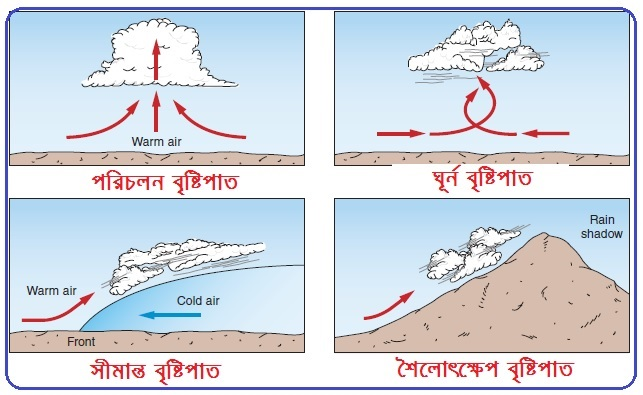 Warm air
পরিচলন বৃষ্টিপাত
ঘূর্ন বৃষ্টিপাত
Warm air
Cold air
Front
সীমান্ত বৃষ্টিপাত
Rain
shadow
শৈলোৎক্ষেপ বৃষ্টিপাত